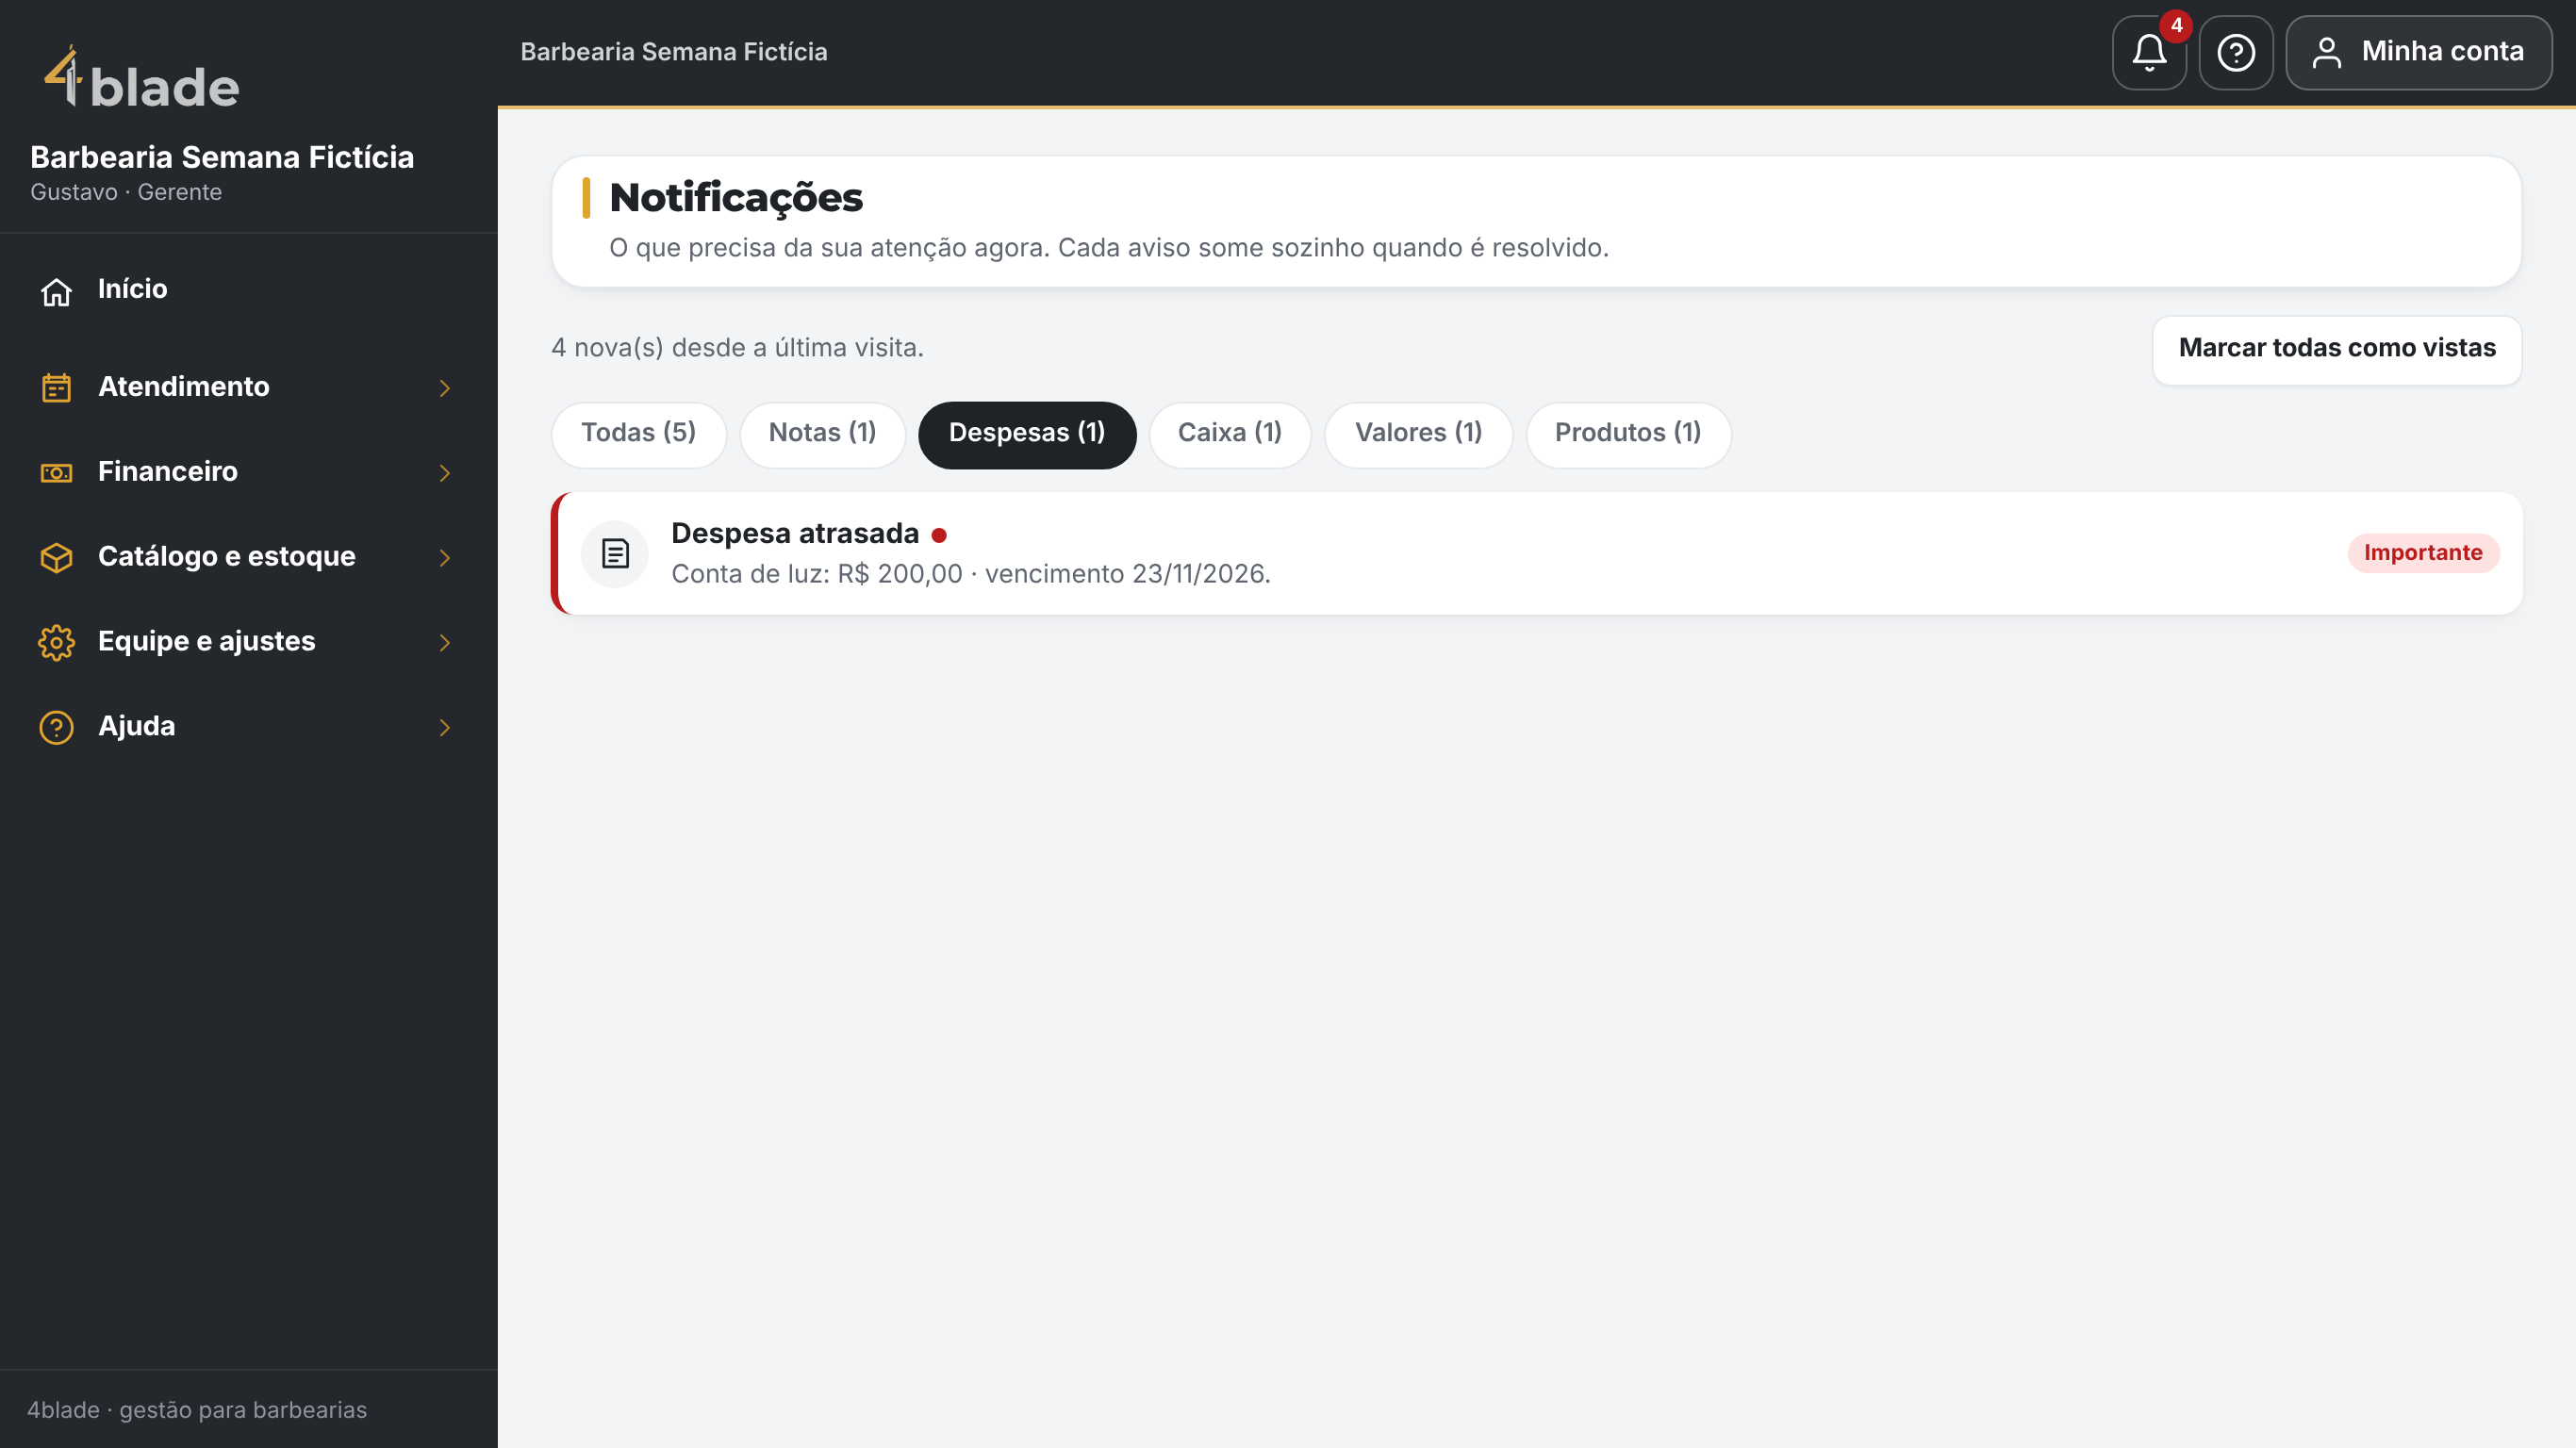 4blade
Barbearia Semana Fictícia
Gustavo · Gerente
Início
Atendimento
Financeiro
Catálogo e estoque
Equipe e ajustes
Ajuda
4blade · gestão para barbearias
Barbearia Semana Fictícia
4
Minha conta
Notificações
O que precisa da sua atenção agora. Cada aviso some sozinho quando é resolvido.
4 nova(s) desde a última visita.
Marcar todas como vistas
Todas (5) Notas (1) Despesas (1) Caixa (1) Valores (1) Produtos (1)
Despesa atrasada
Conta de luz: R$ 200,00 · vencimento 23/11/2026.
Importante